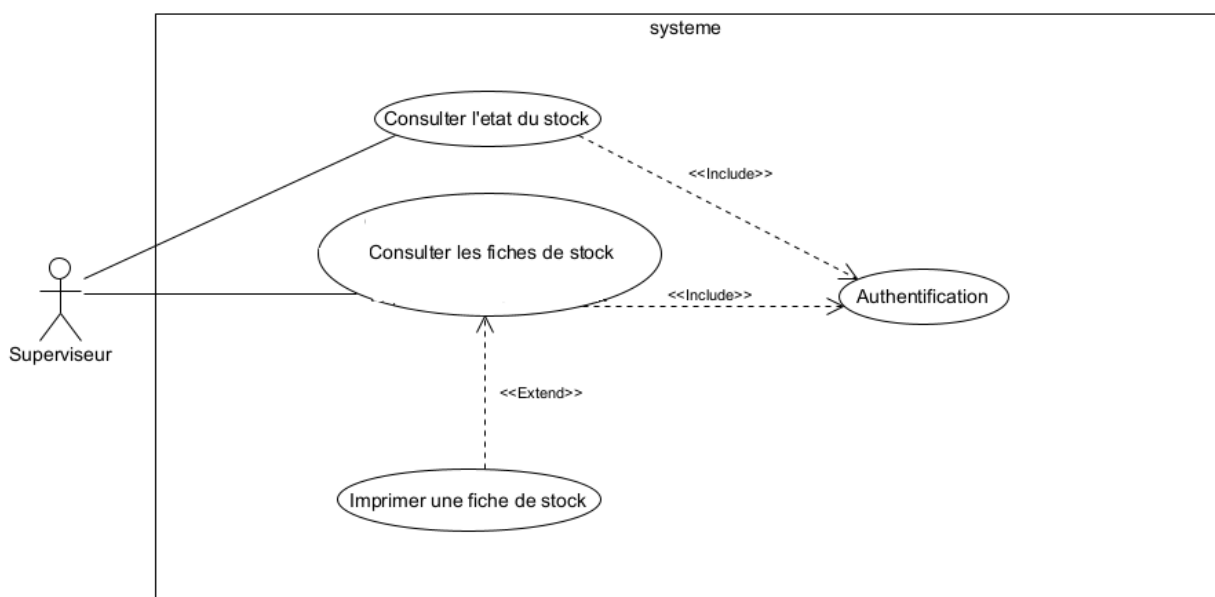 systeme
Consulter l'etat du stock
<<Include>>
Consulter les fiches de stock
<<Include>>
Authentification
Superviseur
<<Extend>>
Imprimer une fiche de stock